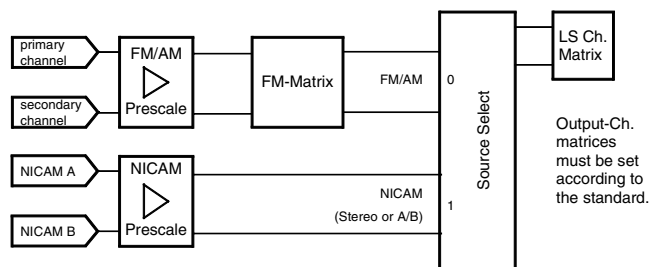 primary
channel
FM/AM
Prescale
secondary
channel
FM-Matrix
FM/AM
0
LS Ch.
Matrix
Source Select
NICAM A
NICAM
Prescale
NICAM B
NICAM
(Stereo or A/B)
1
Output-Ch.
matrices
must be set
according to
the standard.